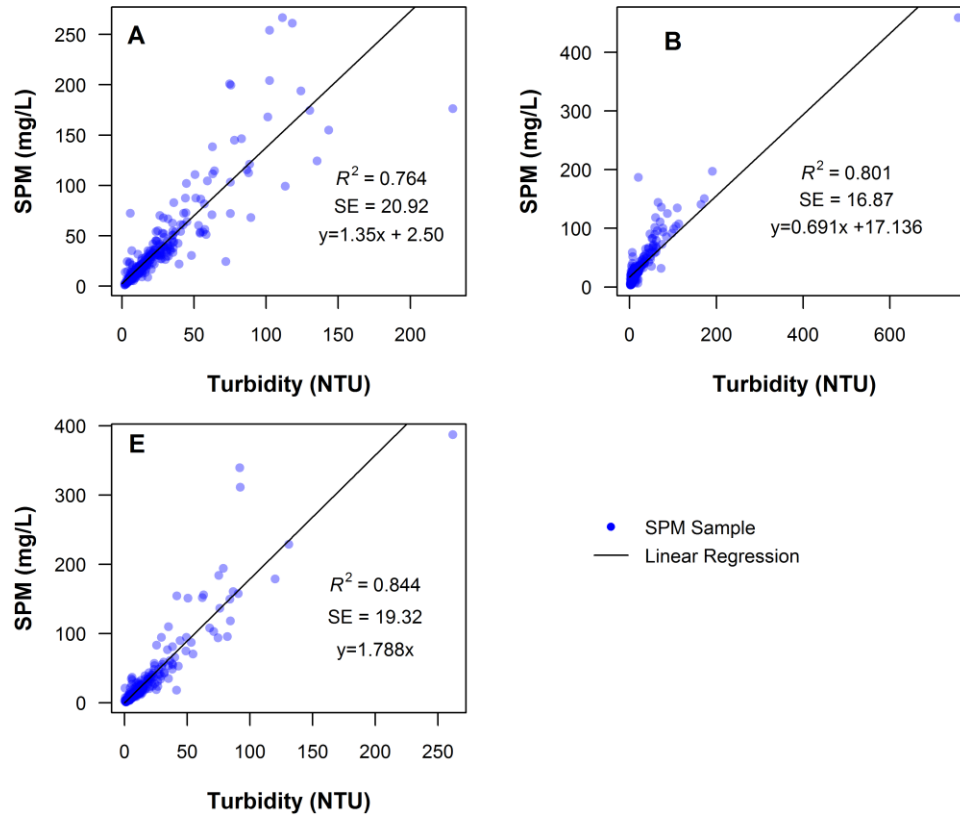 A
SPM (mg/L)
250
200
150
100
50
0
R² = 0.764
SE = 20.92
y=1.35x + 2.50
0 50 100 150 200
Turbidity (NTU)
B
SPM (mg/L)
400
300
200
100
0
R² = 0.801
SE = 16.87
y=0.691x +17.136
0 200 400 600
Turbidity (NTU)
E
SPM (mg/L)
400
300
200
100
0
R² = 0.844
SE = 19.32
y=1.788x
0 50 100 150 200 250
Turbidity (NTU)
SPM Sample
Linear Regression